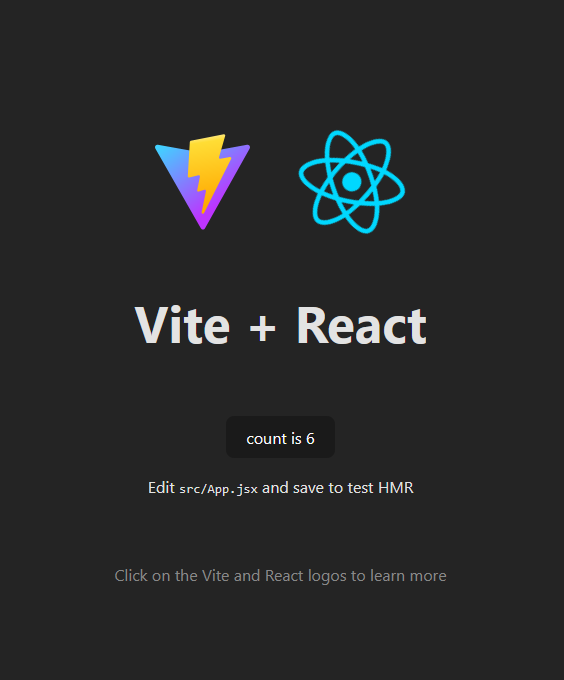 Vite + React
count is 6
Edit src/App.jsx and save to test HMR
Click on the Vite and React logos to learn more